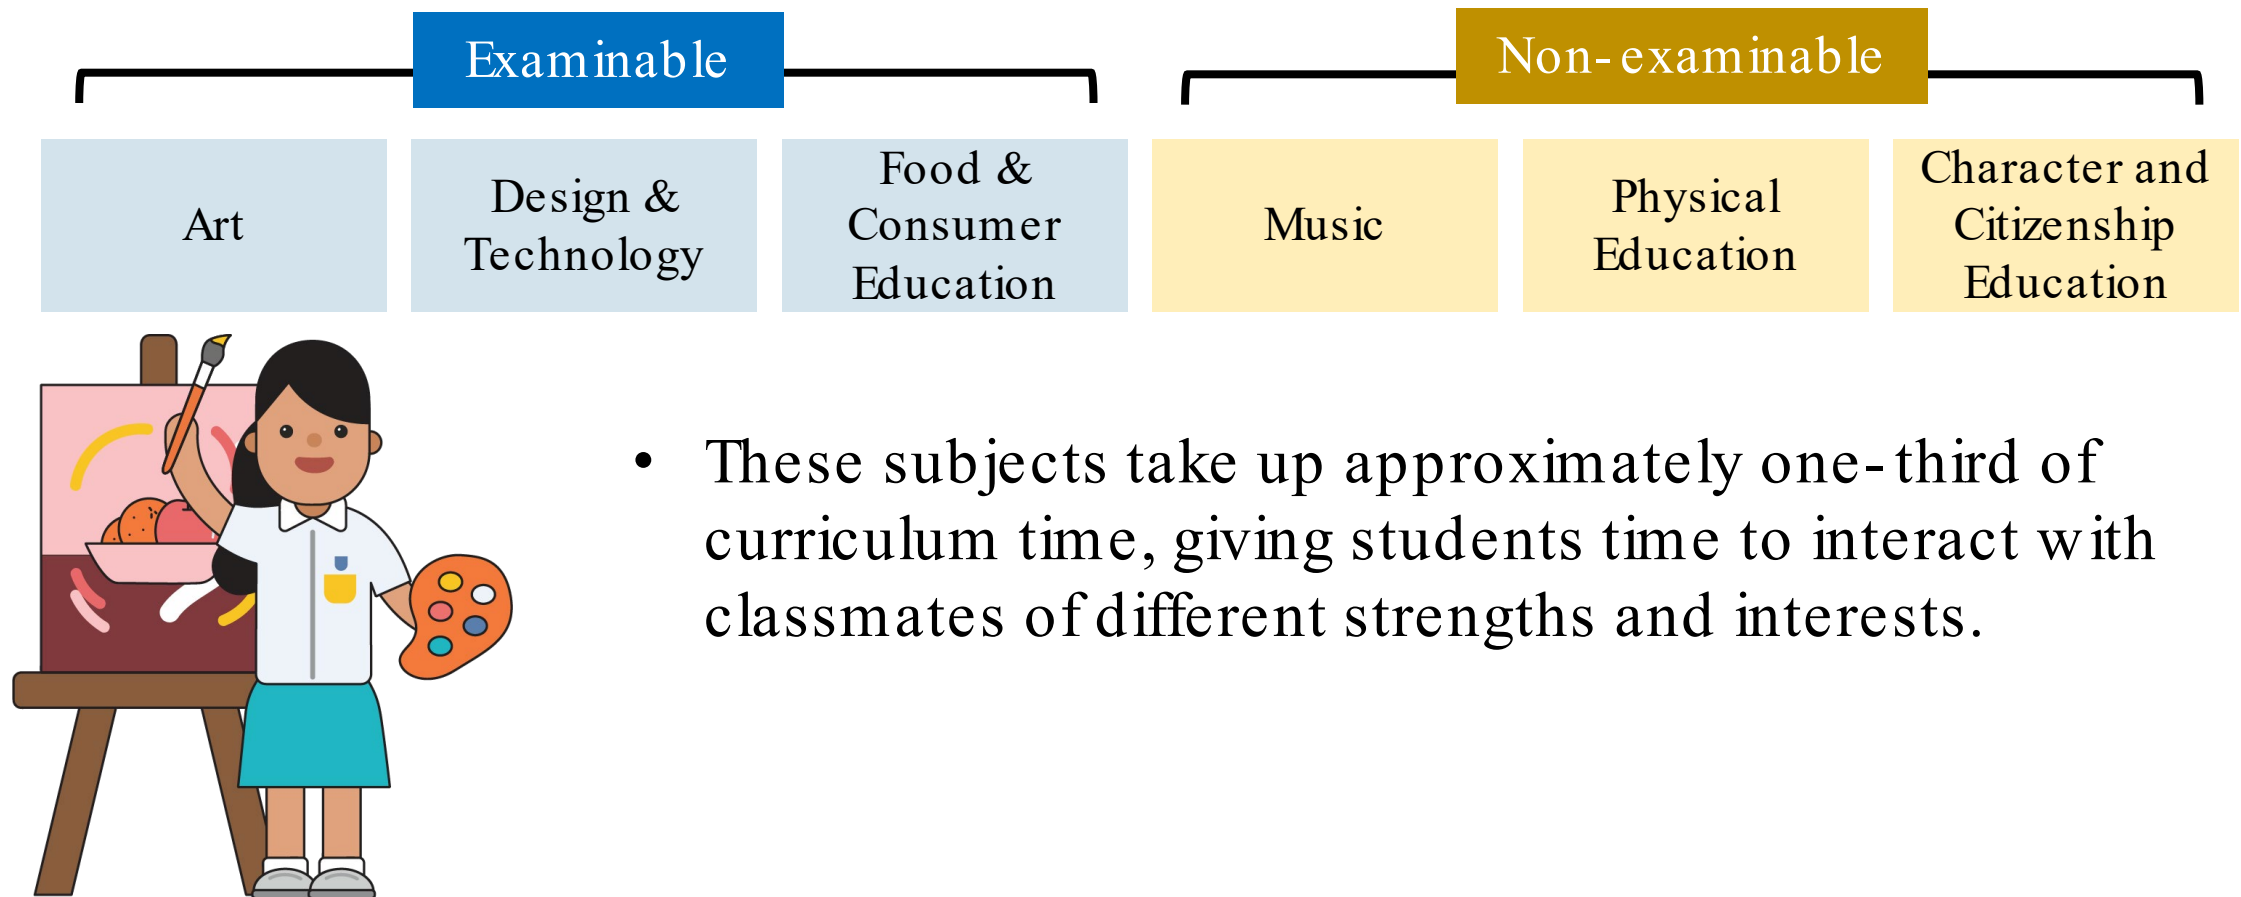 Examinable
Non-examinable
Art
Design &
Technology
Food &
Consumer
Education
Music
Physical
Education
Character and
Citizenship
Education
• These subjects take up approximately one-third of
curriculum time, giving students time to interact with
classmates of different strengths and interests.